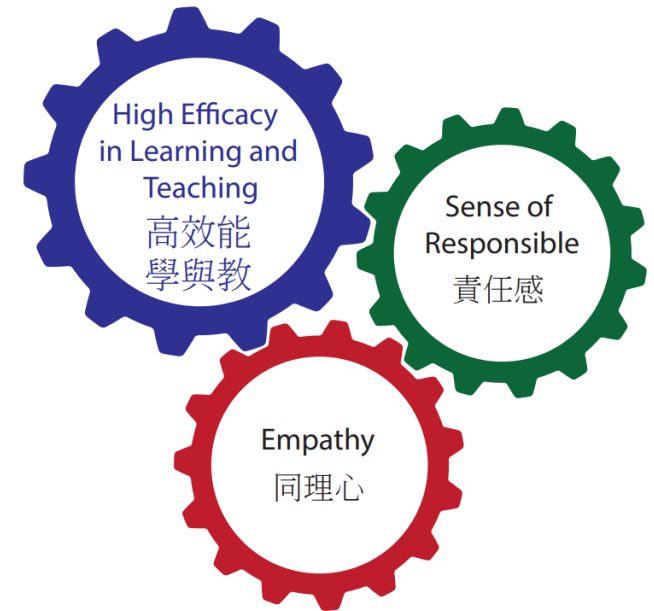 High Efficacy
in Learning and
Teaching
高效能
學與教
Sense of
Responsible
責任感
Empathy
同理心